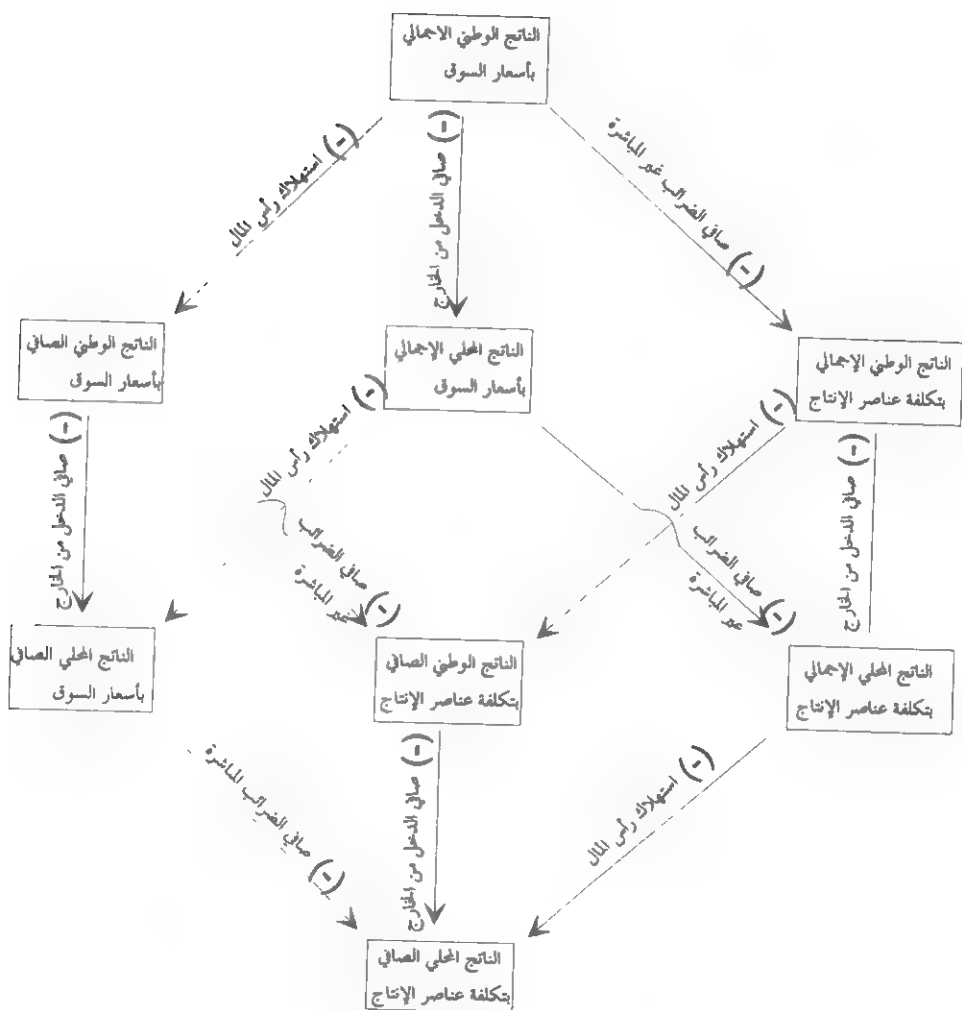 الناتج الوطني الاجمالي
بأسعار السوق
(-) صافي الضرائب غير المباشرة
(-) صافي الدخل من الخارج
(-) استهلاك رأس المال
الناتج الوطني الإجمالي
بتكلفة عناصر الإنتاج
الناتج المحلي الإجمالي
بأسعار السوق
الناتج الوطني الصافي
بأسعار السوق
(-) صافي الدخل من الخارج
(-) استهلاك رأس المال
(-) صافي الضرائب
غير المباشرة
(-) استهلاك رأس المال
(-) صافي الضرائب
غير المباشرة
(-) صافي الدخل من الخارج
الناتج المحلي الإجمالي
بتكلفة عناصر الإنتاج
الناتج الوطني الصافي
بتكلفة عناصر الإنتاج
الناتج المحلي الصافي
بأسعار السوق
(-) استهلاك رأس المال
(-) صافي الدخل من الخارج
(-) صافي الضرائب المباشرة
الناتج المحلي الصافي
بتكلفة عناصر الإنتاج